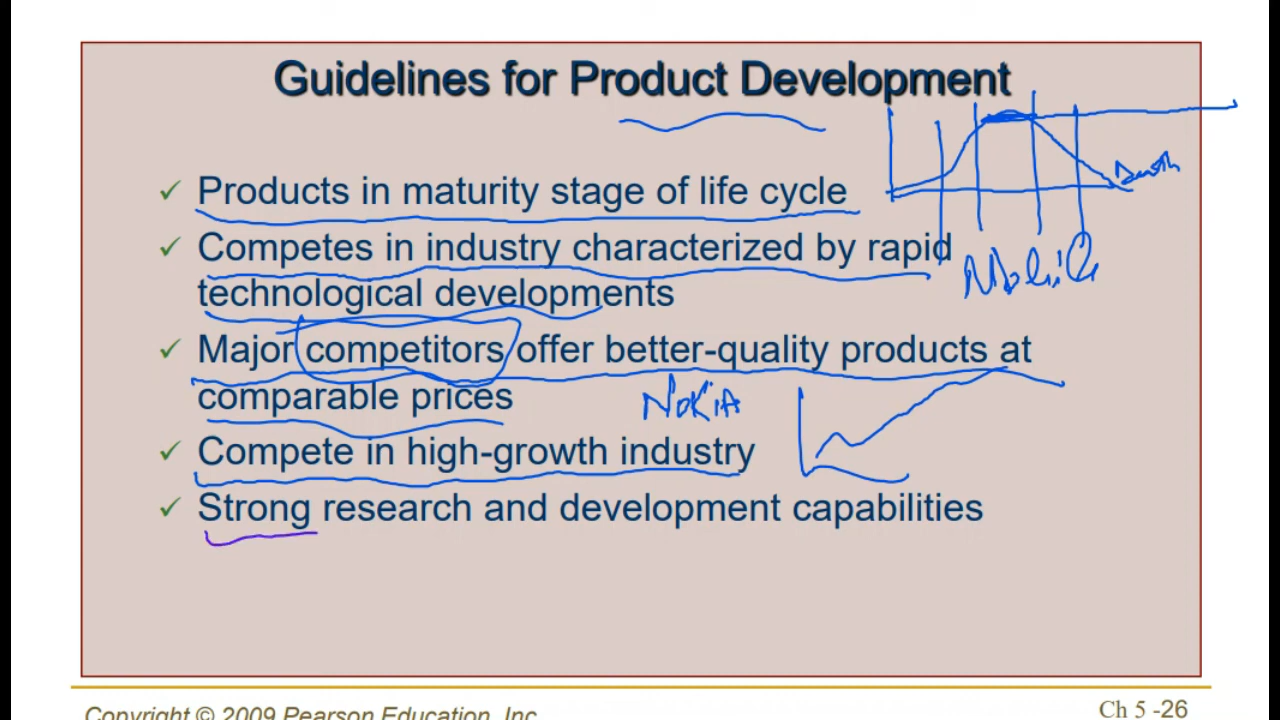 Guidelines for Product Development
✓ Products in maturity stage of life cycle
Death
✓ Competes in industry characterized by rapid
technological developments
Mobile
✓ Major competitors offer better-quality products at
comparable prices
NOKIA
✓ Compete in high-growth industry
✓ Strong research and development capabilities
Copyright © 2009 Pearson Education, Inc
Ch 5 -26